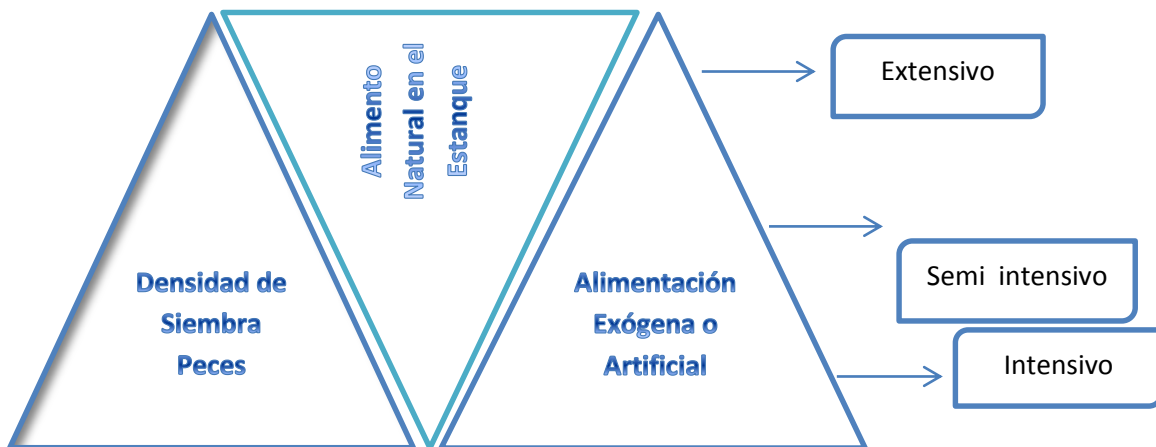 Alimento
Natural en el
Estanque
Densidad de
Siembra
Peces
Alimentación
Exógena o
Artificial
Extensivo
Semi intensivo
Intensivo